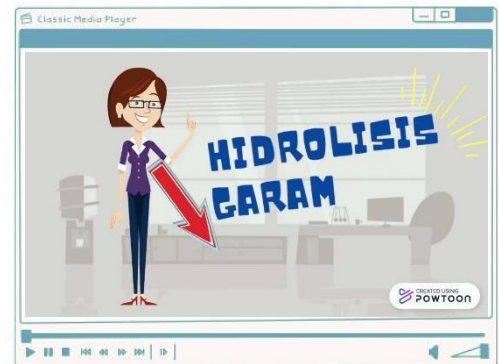 Classic Media Player
HIDROLISIS
GARAM
CREATED USING
POWTOON